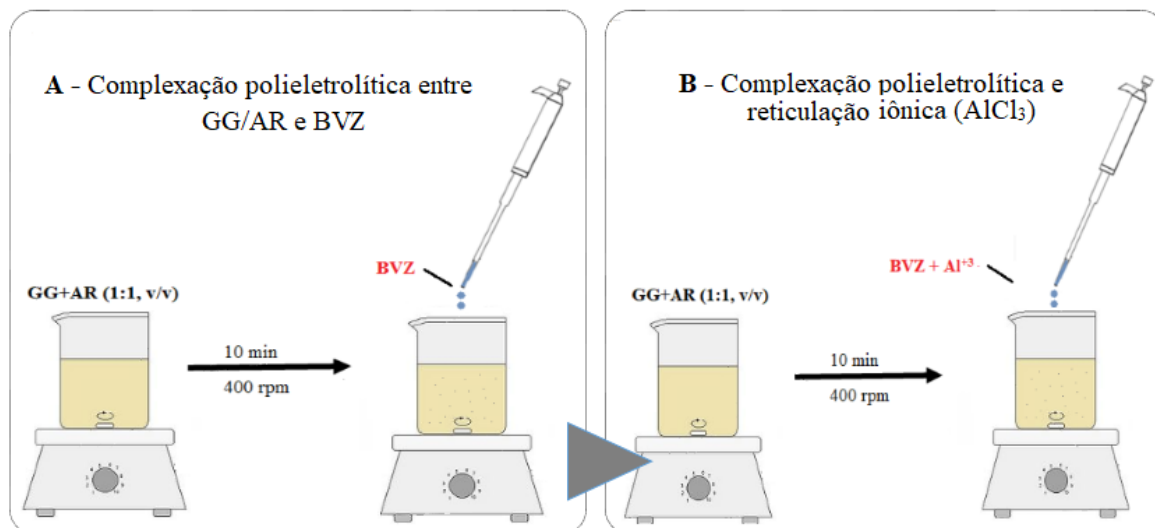 A - Complexação polieletrolítica entre
GG/AR e BVZ
BVZ
GG+AR (1:1, v/v)
10 min
400 rpm
B - Complexação polieletrolítica e
reticulação iônica (AlCl₃)
BVZ + Al⁺³
GG+AR (1:1, v/v)
10 min
400 rpm